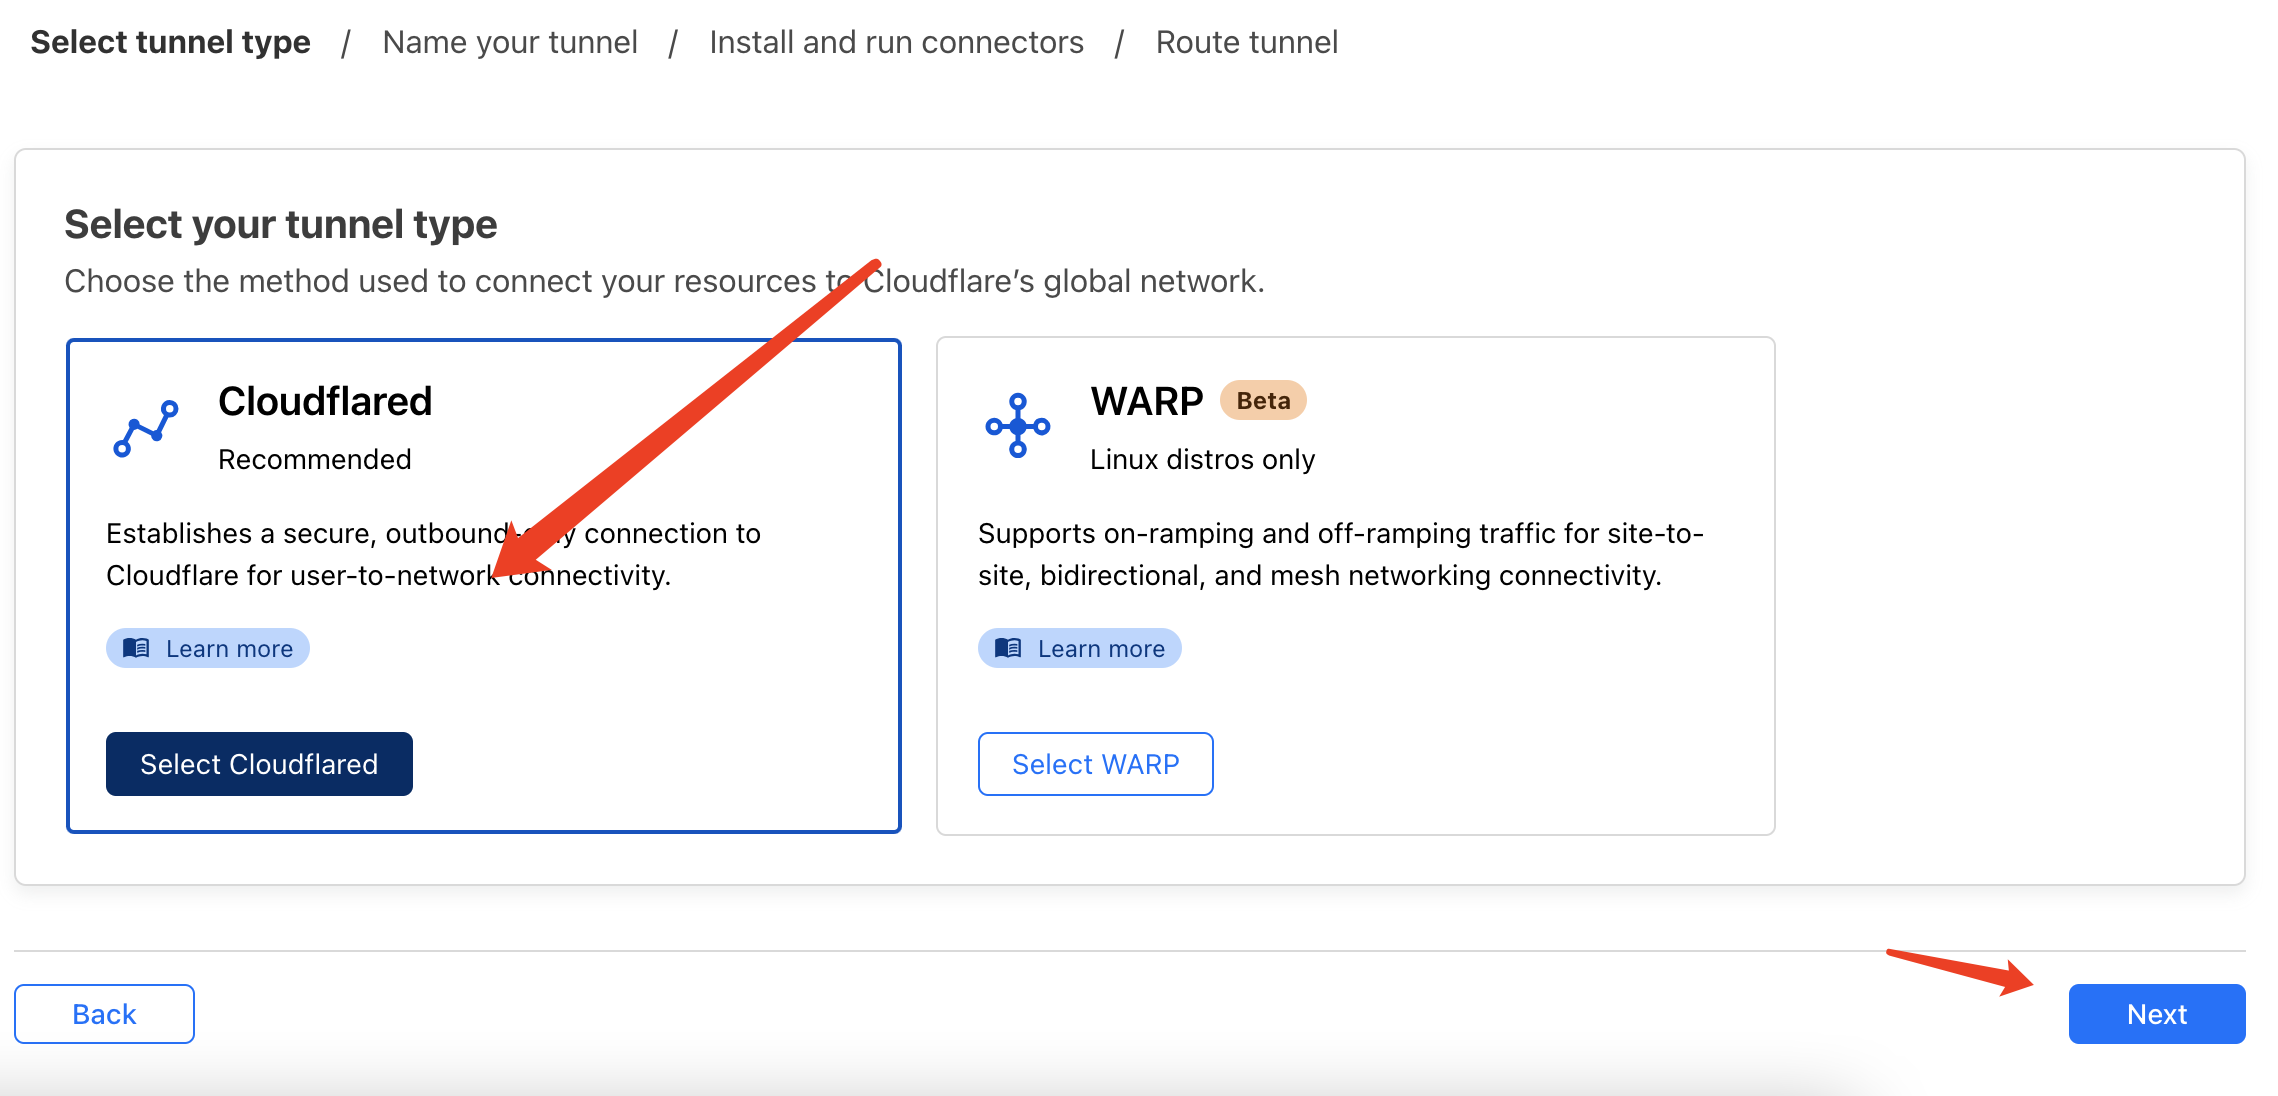 Select tunnel type / Name your tunnel / Install and run connectors / Route tunnel
Select your tunnel type
Choose the method used to connect your resources to Cloudflare’s global network.
Cloudflared
Recommended
Establishes a secure, outbound-only connection to
Cloudflare for user-to-network connectivity.
Learn more
Select Cloudflared
WARP Beta
Linux distros only
Supports on-ramping and off-ramping traffic for site-to-
site, bidirectional, and mesh networking connectivity.
Learn more
Select WARP
Back
Next